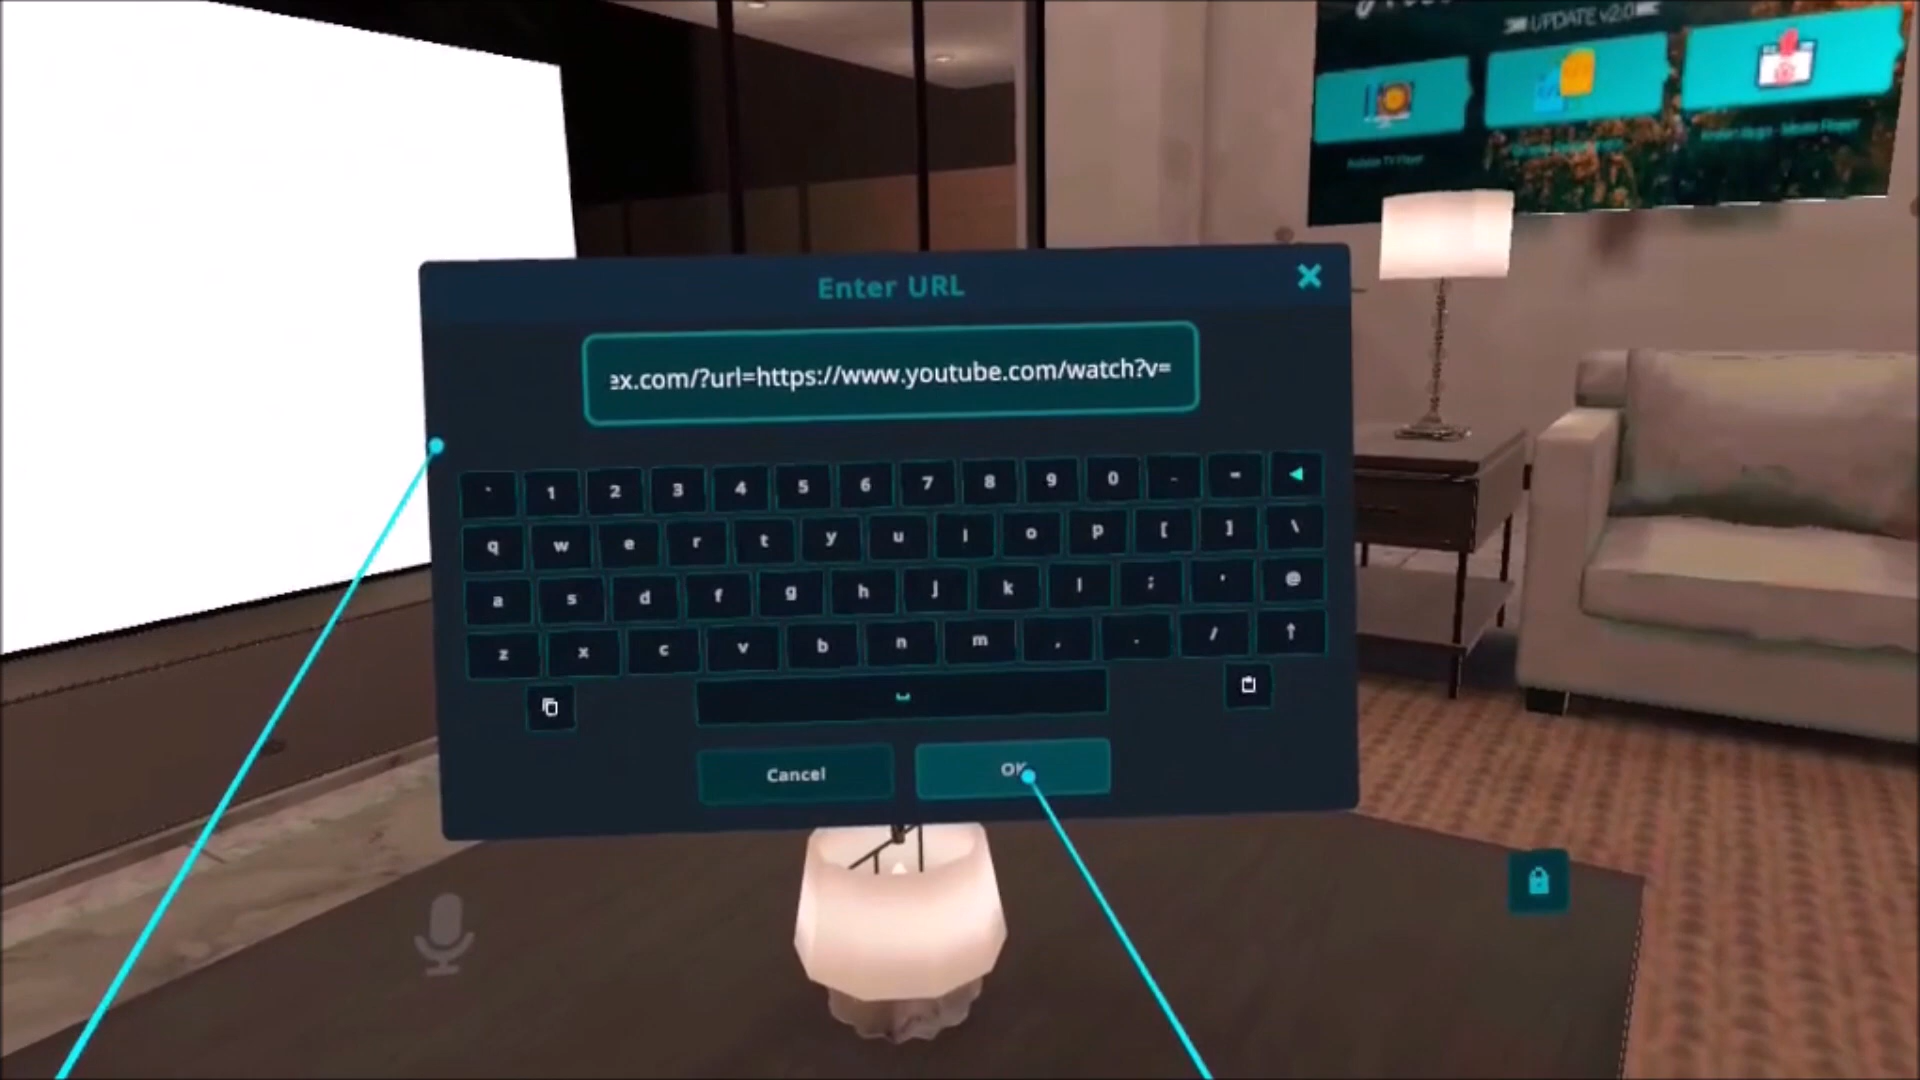 UPDATE v2.0
Enter URL
ex.com/?url=https://www.youtube.com/watch?v=
` 1 2 3 4 5 6 7 8 9 0 - =
q w e r t y u i o p [ ] \
a s d f g h j k l ; ' @
z x c v b n m , . / ↑
Cancel
OK